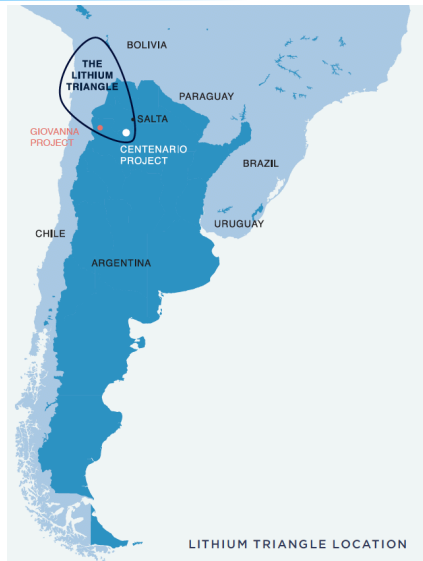 BOLIVIA
THE
LITHIUM
TRIANGLE
PARAGUAY
SALTA
GIOVANNA
PROJECT
CENTENARIO
PROJECT
BRAZIL
URUGUAY
CHILE
ARGENTINA
LITHIUM TRIANGLE LOCATION